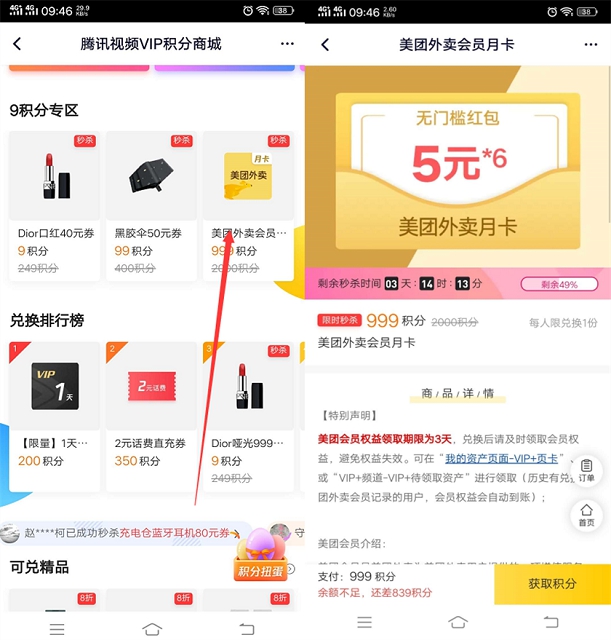 4G 4G 09:46 29.9 KB/s 38
腾讯视频VIP积分商城
9积分专区
秒杀 秒杀 秒杀
月卡
美团外卖
Dior口红40元券 黑胶伞50元券 美团外卖会员…
9积分 99积分 999积分
249积分 400积分 2000积分
兑换排行榜
1 2 3 秒杀
VIP
1天 2元话费
【限量】1天… 2元话费直充券 Dior哑光999…
200积分 350积分 9积分
249积分
赵****柯已成功秒杀充电仓蓝牙耳机80元券 守
积分扭蛋
可兑精品
8折 8折 8折
4G 4G 09:46 2.60 KB/s 38
美团外卖会员月卡
无门槛红包
5元*6
美团外卖月卡
剩余秒杀时间 03 天: 14 时: 13 分 剩余49%
限时秒杀 999积分 2000积分 每人限兑换1份
美团外卖会员月卡
商/品/详/情
【特别声明】
美团会员权益领取期限为3天，兑换后请及时领取会员权
益，避免权益失效。可在“我的资产页面-VIP+页卡”、
或“VIP+频道-VIP+待领取资产”进行领取（历史有兑
团外卖会员记录的用户，会员权益会自动到账）；
订单
首页
美团会员介绍：
支付：999 积分
余额不足，还差839积分
获取积分